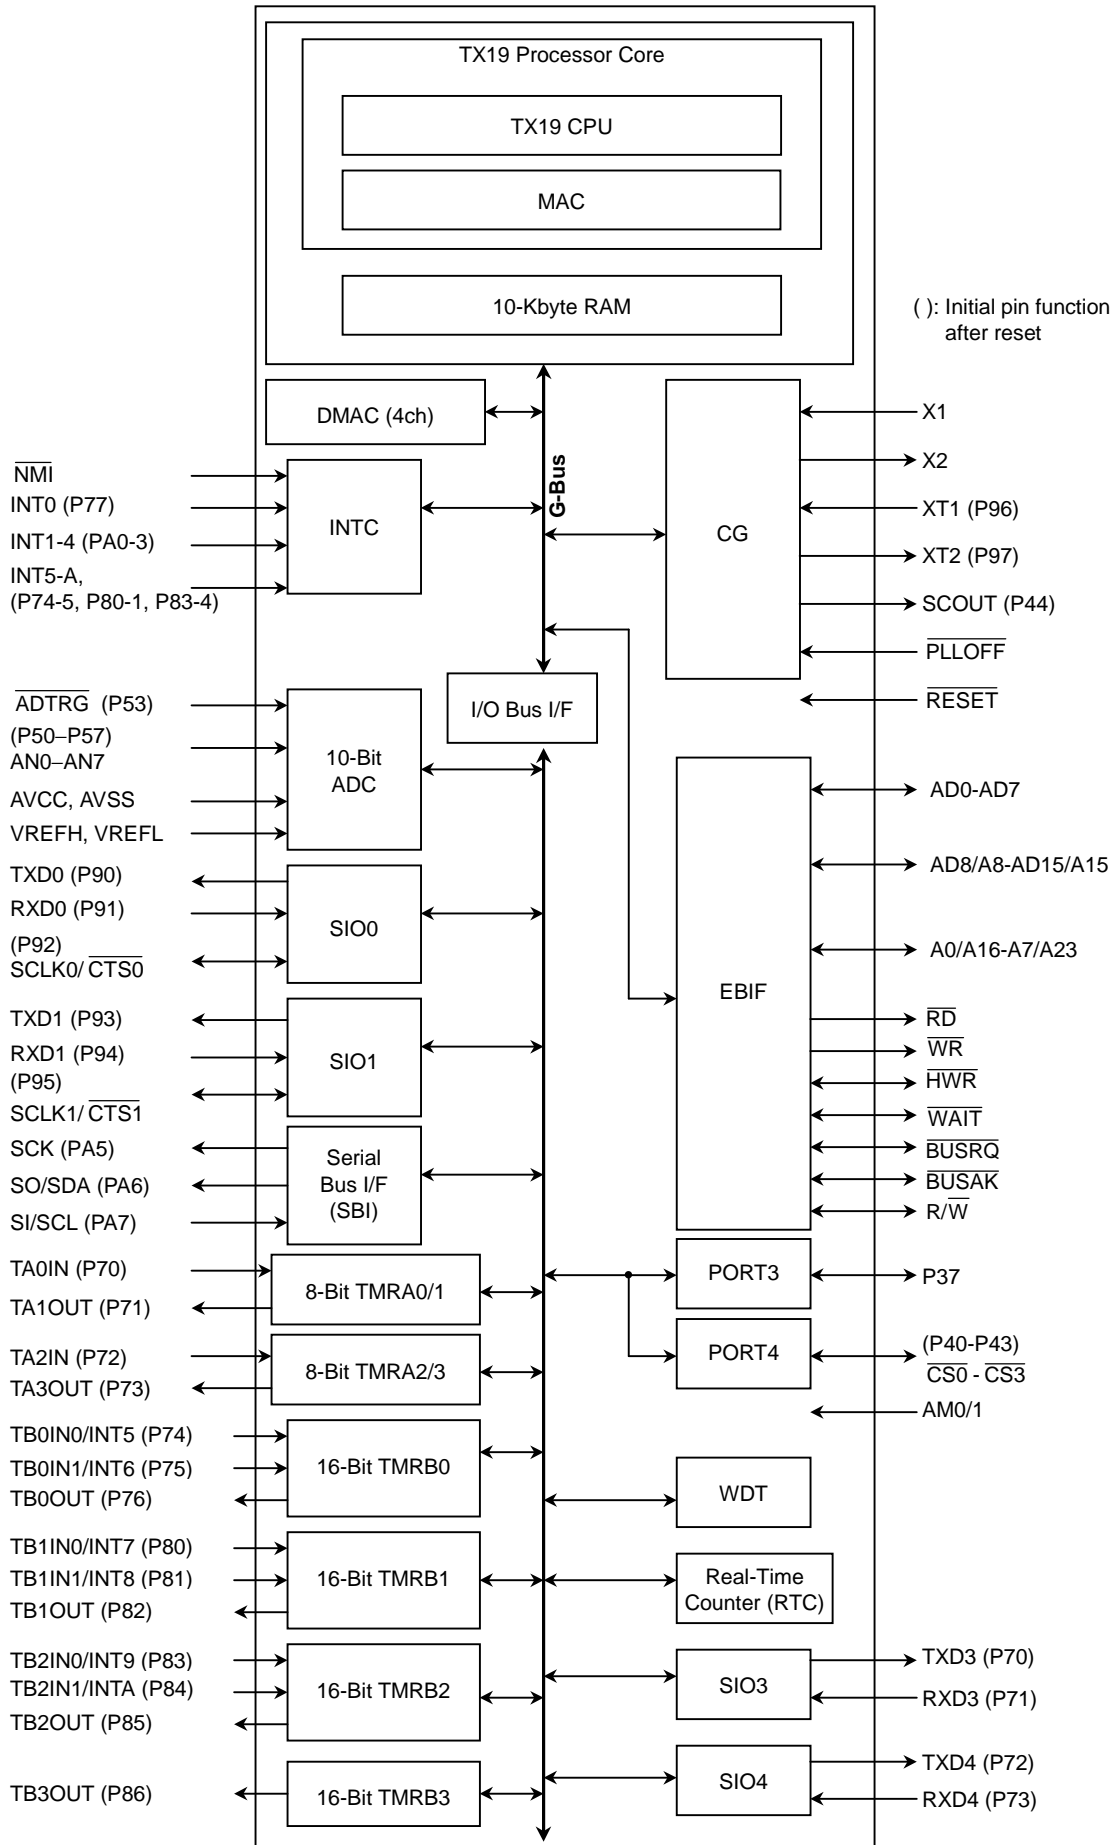 TX19 Processor Core
TX19 CPU
MAC
10-Kbyte RAM
( ): Initial pin function
after reset
DMAC (4ch)
G-Bus
NMI
INT0 (P77)
INT1-4 (PA0-3)
INT5-A,
(P74-5, P80-1, P83-4)
INTC
CG
X1
X2
XT1 (P96)
XT2 (P97)
SCOUT (P44)
PLLOFF
RESET
I/O Bus I/F
ADTRG (P53)
(P50–P57)
AN0–AN7
AVCC, AVSS
VREFH, VREFL
10-Bit
ADC
TXD0 (P90)
RXD0 (P91)
(P92)
SCLK0/ CTS0
SIO0
TXD1 (P93)
RXD1 (P94)
(P95)
SCLK1/ CTS1
SIO1
SCK (PA5)
SO/SDA (PA6)
SI/SCL (PA7)
Serial
Bus I/F
(SBI)
EBIF
AD0-AD7
AD8/A8-AD15/A15
A0/A16-A7/A23
RD
WR
HWR
WAIT
BUSRQ
BUSAK
R/W
TA0IN (P70)
TA1OUT (P71)
8-Bit TMRA0/1
PORT3
P37
TA2IN (P72)
TA3OUT (P73)
8-Bit TMRA2/3
PORT4
(P40-P43)
CS0 - CS3
AM0/1
TB0IN0/INT5 (P74)
TB0IN1/INT6 (P75)
TB0OUT (P76)
16-Bit TMRB0
WDT
TB1IN0/INT7 (P80)
TB1IN1/INT8 (P81)
TB1OUT (P82)
16-Bit TMRB1
Real-Time
Counter (RTC)
TB2IN0/INT9 (P83)
TB2IN1/INTA (P84)
TB2OUT (P85)
16-Bit TMRB2
SIO3
TXD3 (P70)
RXD3 (P71)
TB3OUT (P86)
16-Bit TMRB3
SIO4
TXD4 (P72)
RXD4 (P73)